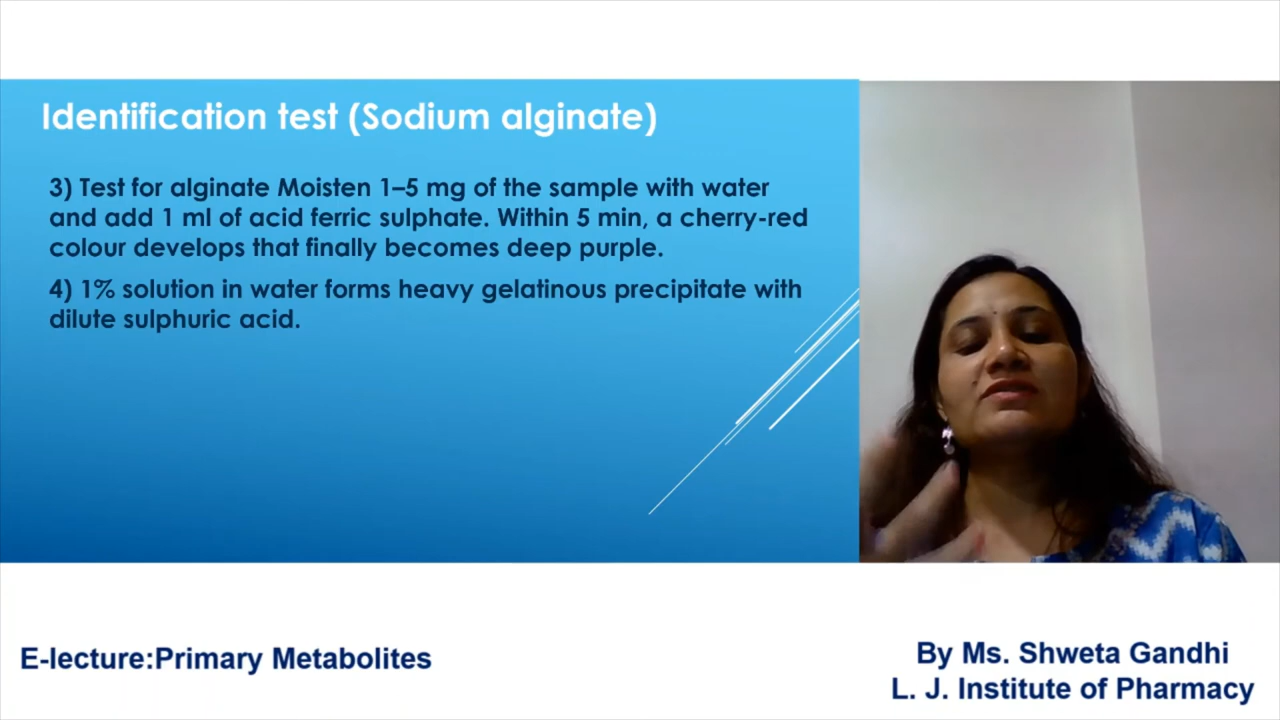 Identification test (Sodium alginate)
3) Test for alginate Moisten 1–5 mg of the sample with water
and add 1 ml of acid ferric sulphate. Within 5 min, a cherry-red
colour develops that finally becomes deep purple.
4) 1% solution in water forms heavy gelatinous precipitate with
dilute sulphuric acid.
E-lecture:Primary Metabolites
By Ms. Shweta Gandhi
L. J. Institute of Pharmacy